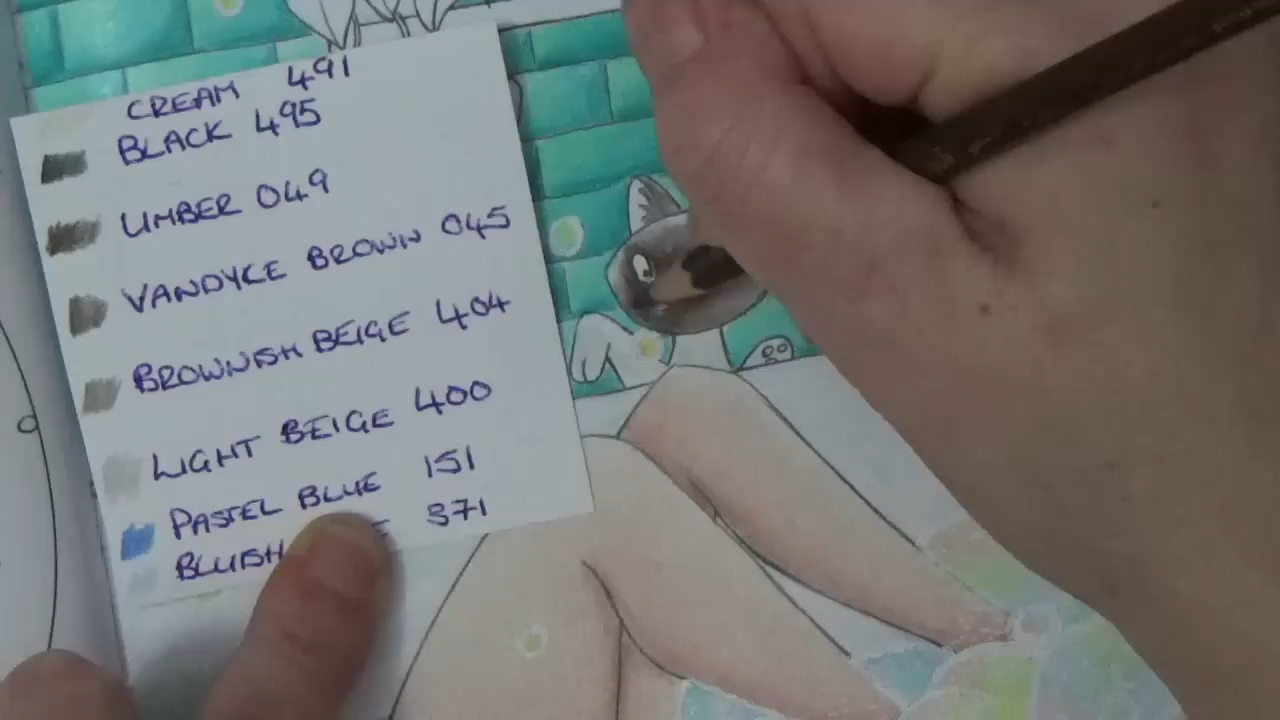 CREAM 491
BLACK 495
UMBER 049
VANDYKE BROWN 045
BROWNISH BEIGE 404
LIGHT BEIGE 400
PASTEL BLUE 151
BLUISH 371